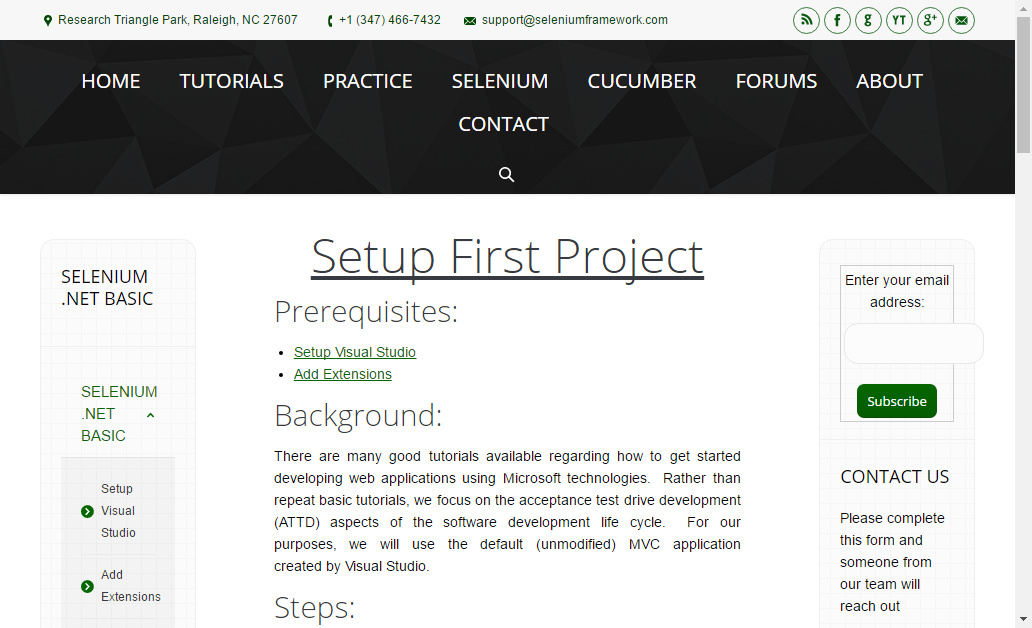 Research Triangle Park, Raleigh, NC 27607 +1 (347) 466-7432 support@seleniumframework.com
f g YT g+
HOME TUTORIALS PRACTICE SELENIUM CUCUMBER FORUMS ABOUT
CONTACT
SELENIUM
.NET BASIC
SELENIUM
.NET
BASIC
Setup
Visual
Studio
Add
Extensions
Setup First Project
Prerequisites:
Setup Visual Studio
Add Extensions
Background:
There are many good tutorials available regarding how to get started
developing web applications using Microsoft technologies. Rather than
repeat basic tutorials, we focus on the acceptance test drive development
(ATTD) aspects of the software development life cycle. For our
purposes, we will use the default (unmodified) MVC application
created by Visual Studio.
Steps:
Enter your email
address:
Subscribe
CONTACT US
Please complete
this form and
someone from
our team will
reach out